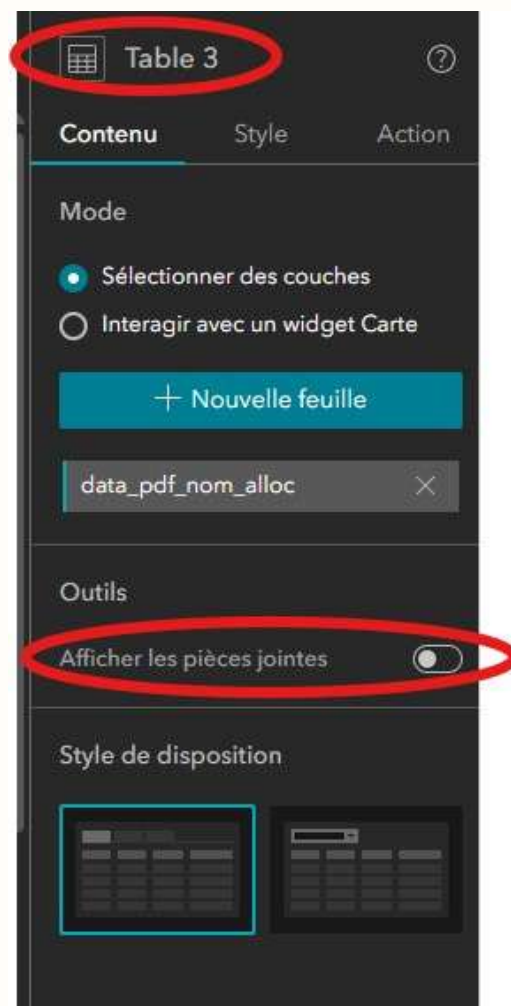 Table 3
Contenu Style Action
Mode
Sélectionner des couches
Interagir avec un widget Carte
+ Nouvelle feuille
data_pdf_nom_alloc
Outils
Afficher les pièces jointes
Style de disposition